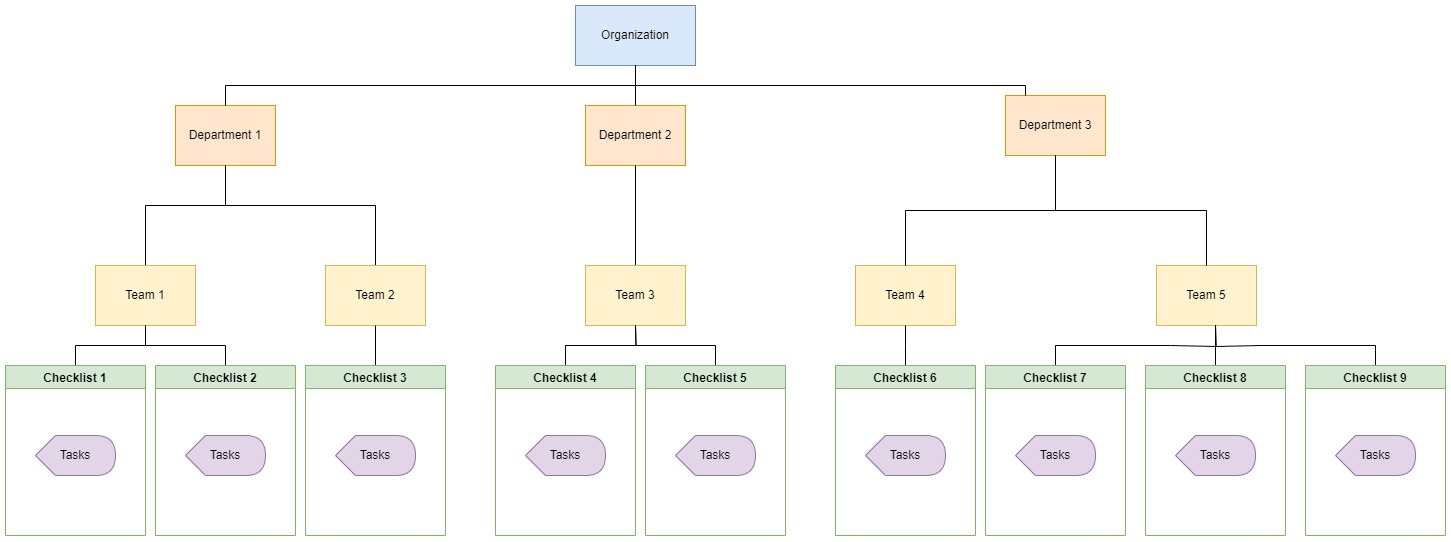 Organization
Department 1
Department 2
Department 3
Team 1
Team 2
Team 3
Team 4
Team 5
Checklist 1
Checklist 2
Checklist 3
Checklist 4
Checklist 5
Checklist 6
Checklist 7
Checklist 8
Checklist 9
Tasks
Tasks
Tasks
Tasks
Tasks
Tasks
Tasks
Tasks
Tasks